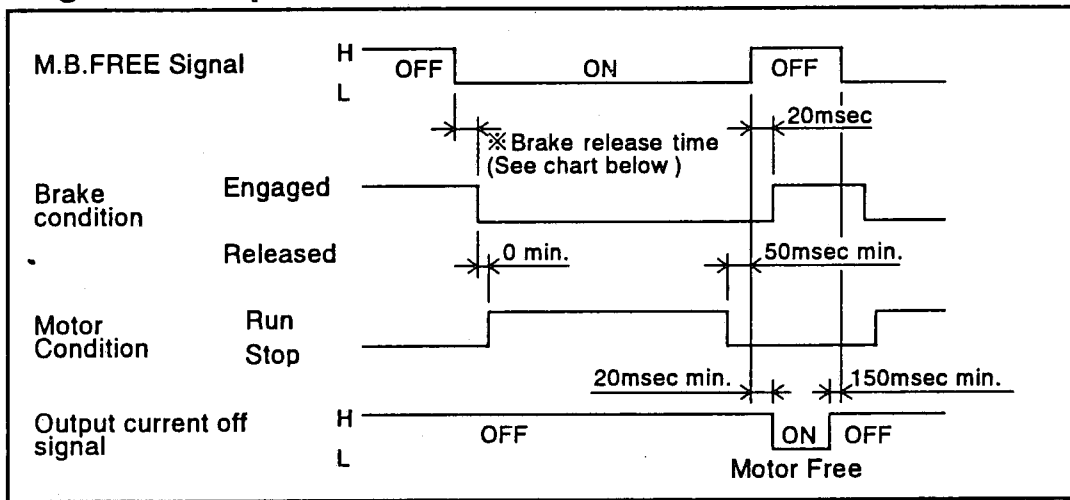 M.B.FREE Signal
H
L
OFF
ON
OFF
20msec
※Brake release time
(See chart below)
Brake
condition
Engaged
Released
0 min.
50msec min.
Motor
Condition
Run
Stop
20msec min.
150msec min.
Output current off
signal
H
L
OFF
ON
OFF
Motor Free